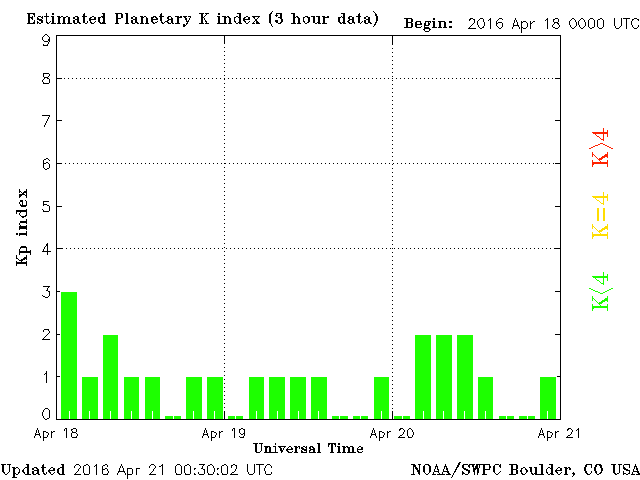 Estimated Planetary K index (3 hour data) Begin: 2016 Apr 18 0000 UTC
9
8
7
6
5
4
3
2
1
0
Kp index
K>4
K=4
K<4
Apr 18 Apr 19 Apr 20 Apr 21
Universal Time
Updated 2016 Apr 21 00:30:02 UTC NOAA/SWPC Boulder, CO USA